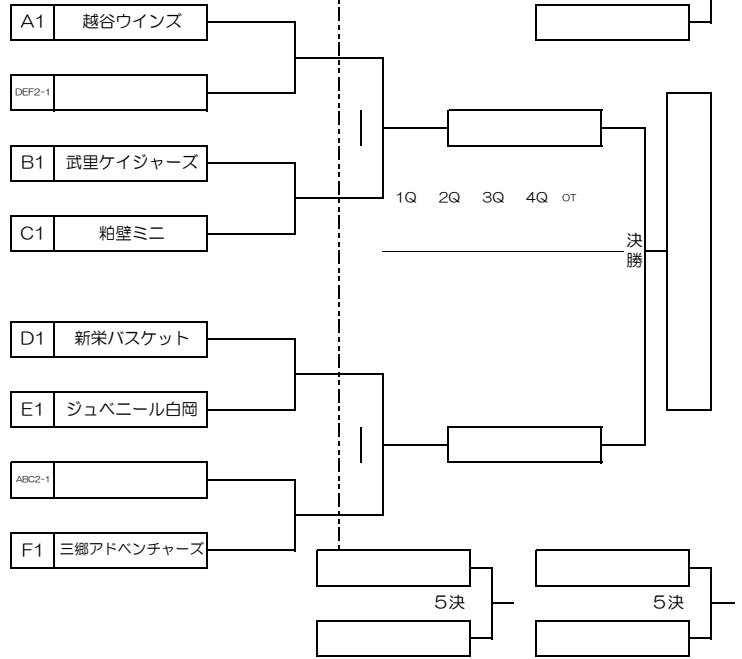 A1 越谷ウインズ
DEF2-1
B1 武里ケイジャーズ
1Q 2Q 3Q 4Q OT
C1 粕壁ミニ
決勝
D1 新栄バスケット
E1 ジュベニール白岡
ABC2-1
F1 三郷アドベンチャーズ
5決 5決